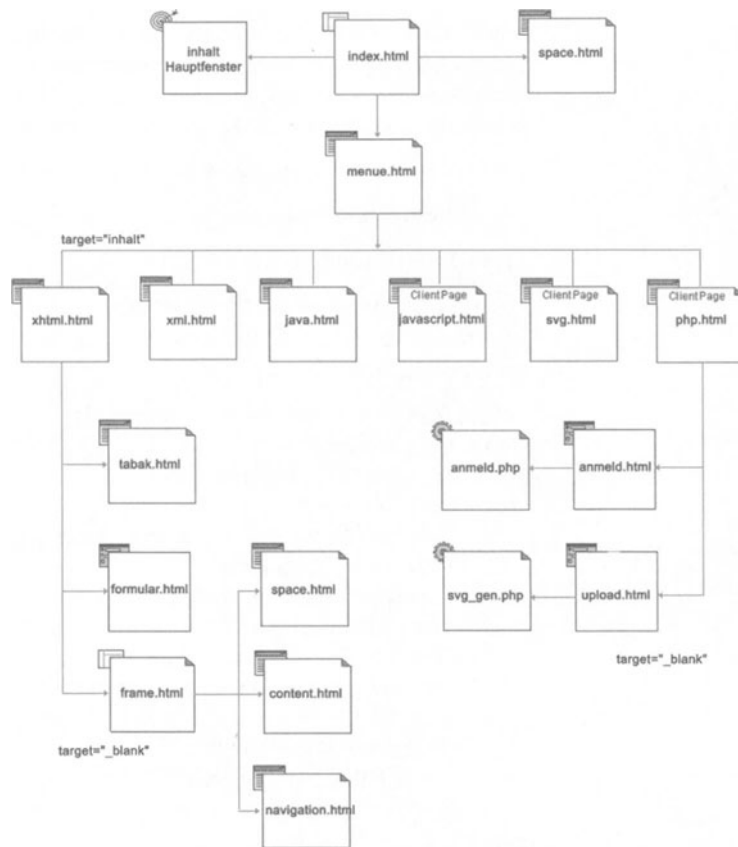 inhalt
Hauptfenster
index.html
space.html
menue.html
target="inhalt"
xhtml.html
xml.html
java.html
ClientPage
javascript.html
ClientPage
svg.html
ClientPage
php.html
tabak.html
anmeld.php
anmeld.html
formular.html
space.html
svg_gen.php
upload.html
frame.html
content.html
target="_blank"
target="_blank"
navigation.html